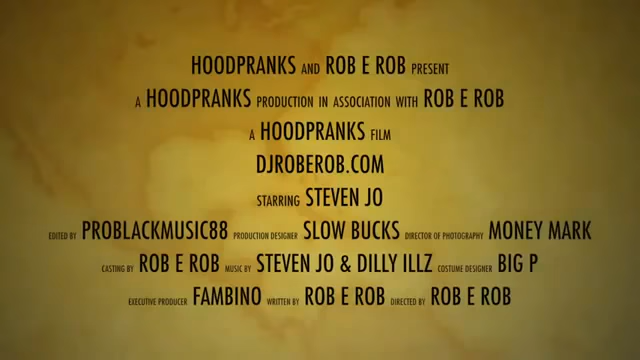 HOODPRANKS AND ROB E ROB PRESENT
A HOODPRANKS PRODUCTION IN ASSOCIATION WITH ROB E ROB
A HOODPRANKS FILM
DJROBEROB.COM
STARRING STEVEN JO
EDITED BY PROBLACKMUSIC88 PRODUCTION DESIGNER SLOW BUCKS DIRECTOR OF PHOTOGRAPHY MONEY MARK
CASTING BY ROB E ROB MUSIC BY STEVEN JO & DILLY ILLZ COSTUME DESIGNER BIG P
EXECUTIVE PRODUCER FAMBINO WRITTEN BY ROB E ROB DIRECTED BY ROB E ROB